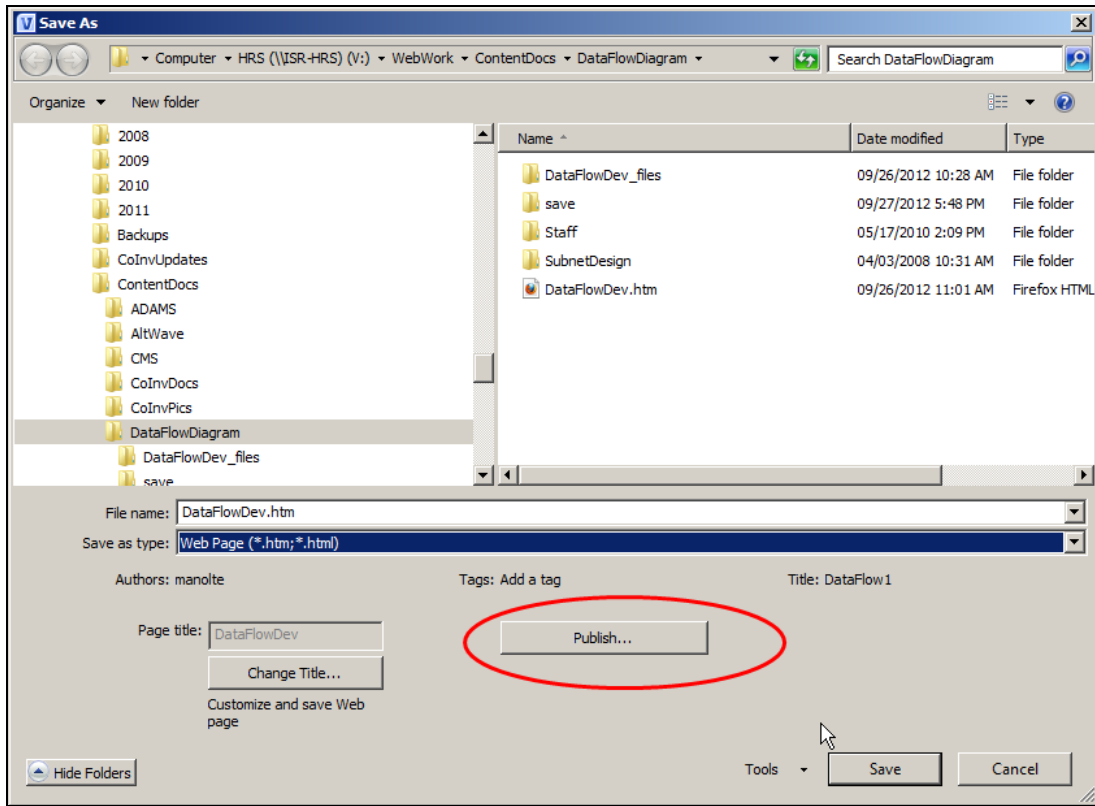 Save As
Computer HRS (\\ISR-HRS) (V:) WebWork ContentDocs DataFlowDiagram
Search DataFlowDiagram
Organize New folder
2008
2009
2010
2011
Backups
CoInvUpdates
ContentDocs
ADAMS
AltWave
CMS
CoInvDocs
CoInvPics
DataFlowDiagram
DataFlowDev_files
save
Name Date modified Type
DataFlowDev_files 09/26/2012 10:28 AM File folder
save 09/27/2012 5:48 PM File folder
Staff 05/17/2010 2:09 PM File folder
SubnetDesign 04/03/2008 10:31 AM File folder
DataFlowDev.htm 09/26/2012 11:01 AM Firefox HTML
File name: DataFlowDev.htm
Save as type: Web Page (*.htm;*.html)
Authors: manolte Tags: Add a tag Title: DataFlow1
Page title: DataFlowDev
Publish...
Change Title...
Customize and save Web
page
Hide Folders
Tools Save Cancel